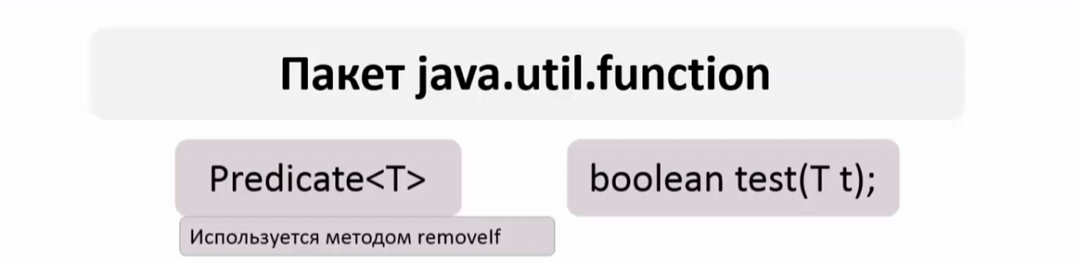 Пакет java.util.function
Predicate<T>
boolean test(T t);
Используется методом removeIf